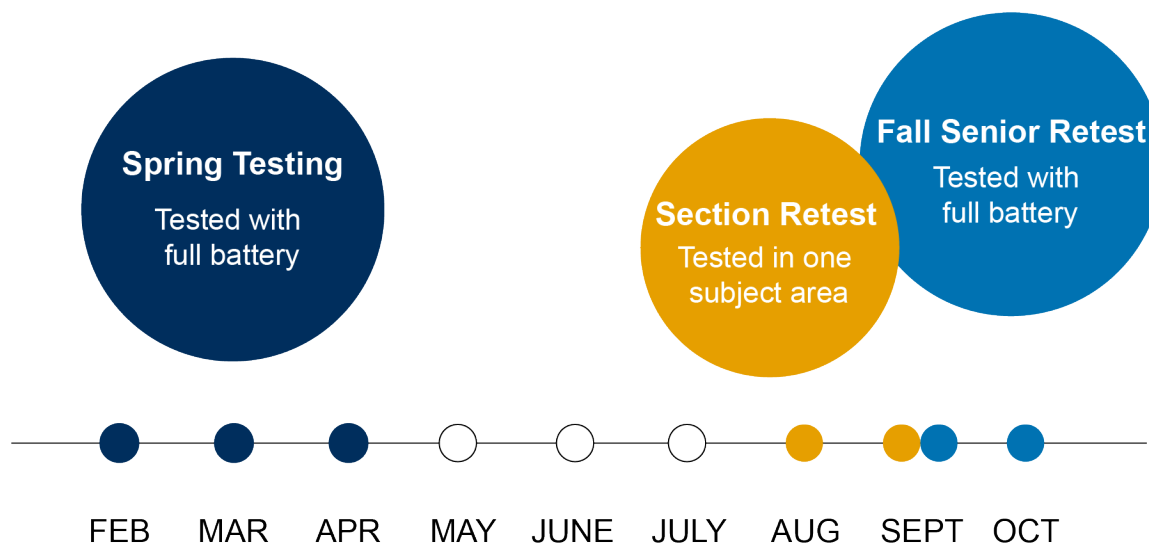 Spring Testing
Tested with
full battery
Section Retest
Tested in one
subject area
Fall Senior Retest
Tested with
full battery
FEB MAR APR MAY JUNE JULY AUG SEPT OCT